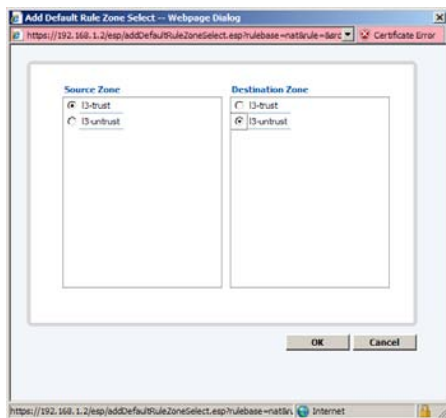 Add Default Rule Zone Select -- Webpage Dialog
https://192.168.1.2/esp/addDefaultRuleZoneSelect.esp?rulebase=nat&rule=&src Certificate Error
Source Zone Destination Zone
l3-trust l3-trust
l3-untrust l3-untrust
OK Cancel
https://192.168.1.2/esp/addDefaultRuleZoneSelect.esp?rulebase=nat&ru Internet